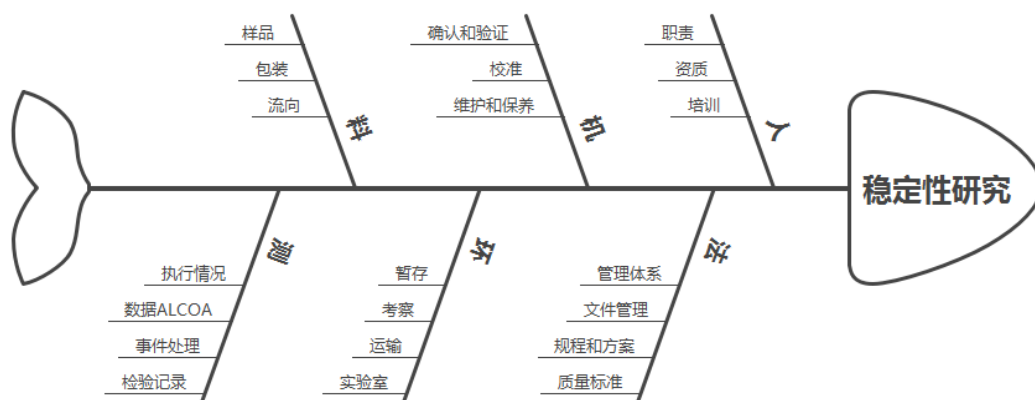 样品
包装
流向
料
确认和验证
校准
维护和保养
机
职责
资质
培训
人
稳定性研究
测
执行情况
数据ALCOA
事件处理
检验记录
环
暂存
考察
运输
实验室
法
管理体系
文件管理
规程和方案
质量标准